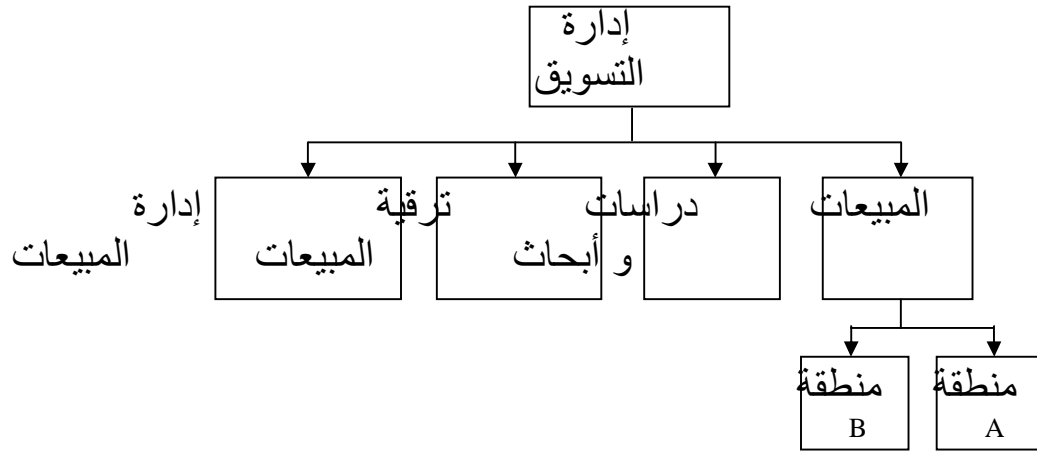 إدارة
التسويق
المبيعات
دراسات
و أبحاث
ترقية
المبيعات
إدارة
المبيعات
منطقة
A
منطقة
B